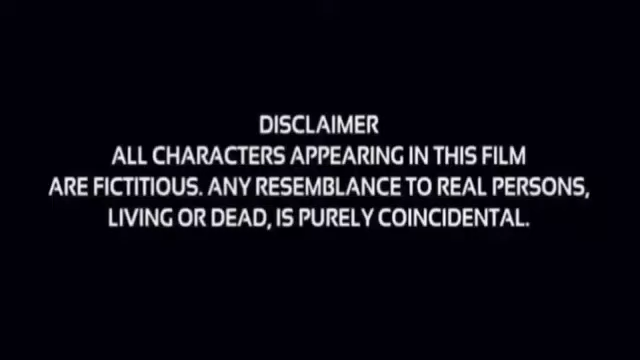 DISCLAIMER
ALL CHARACTERS APPEARING IN THIS FILM
ARE FICTITIOUS. ANY RESEMBLANCE TO REAL PERSONS,
LIVING OR DEAD, IS PURELY COINCIDENTAL.